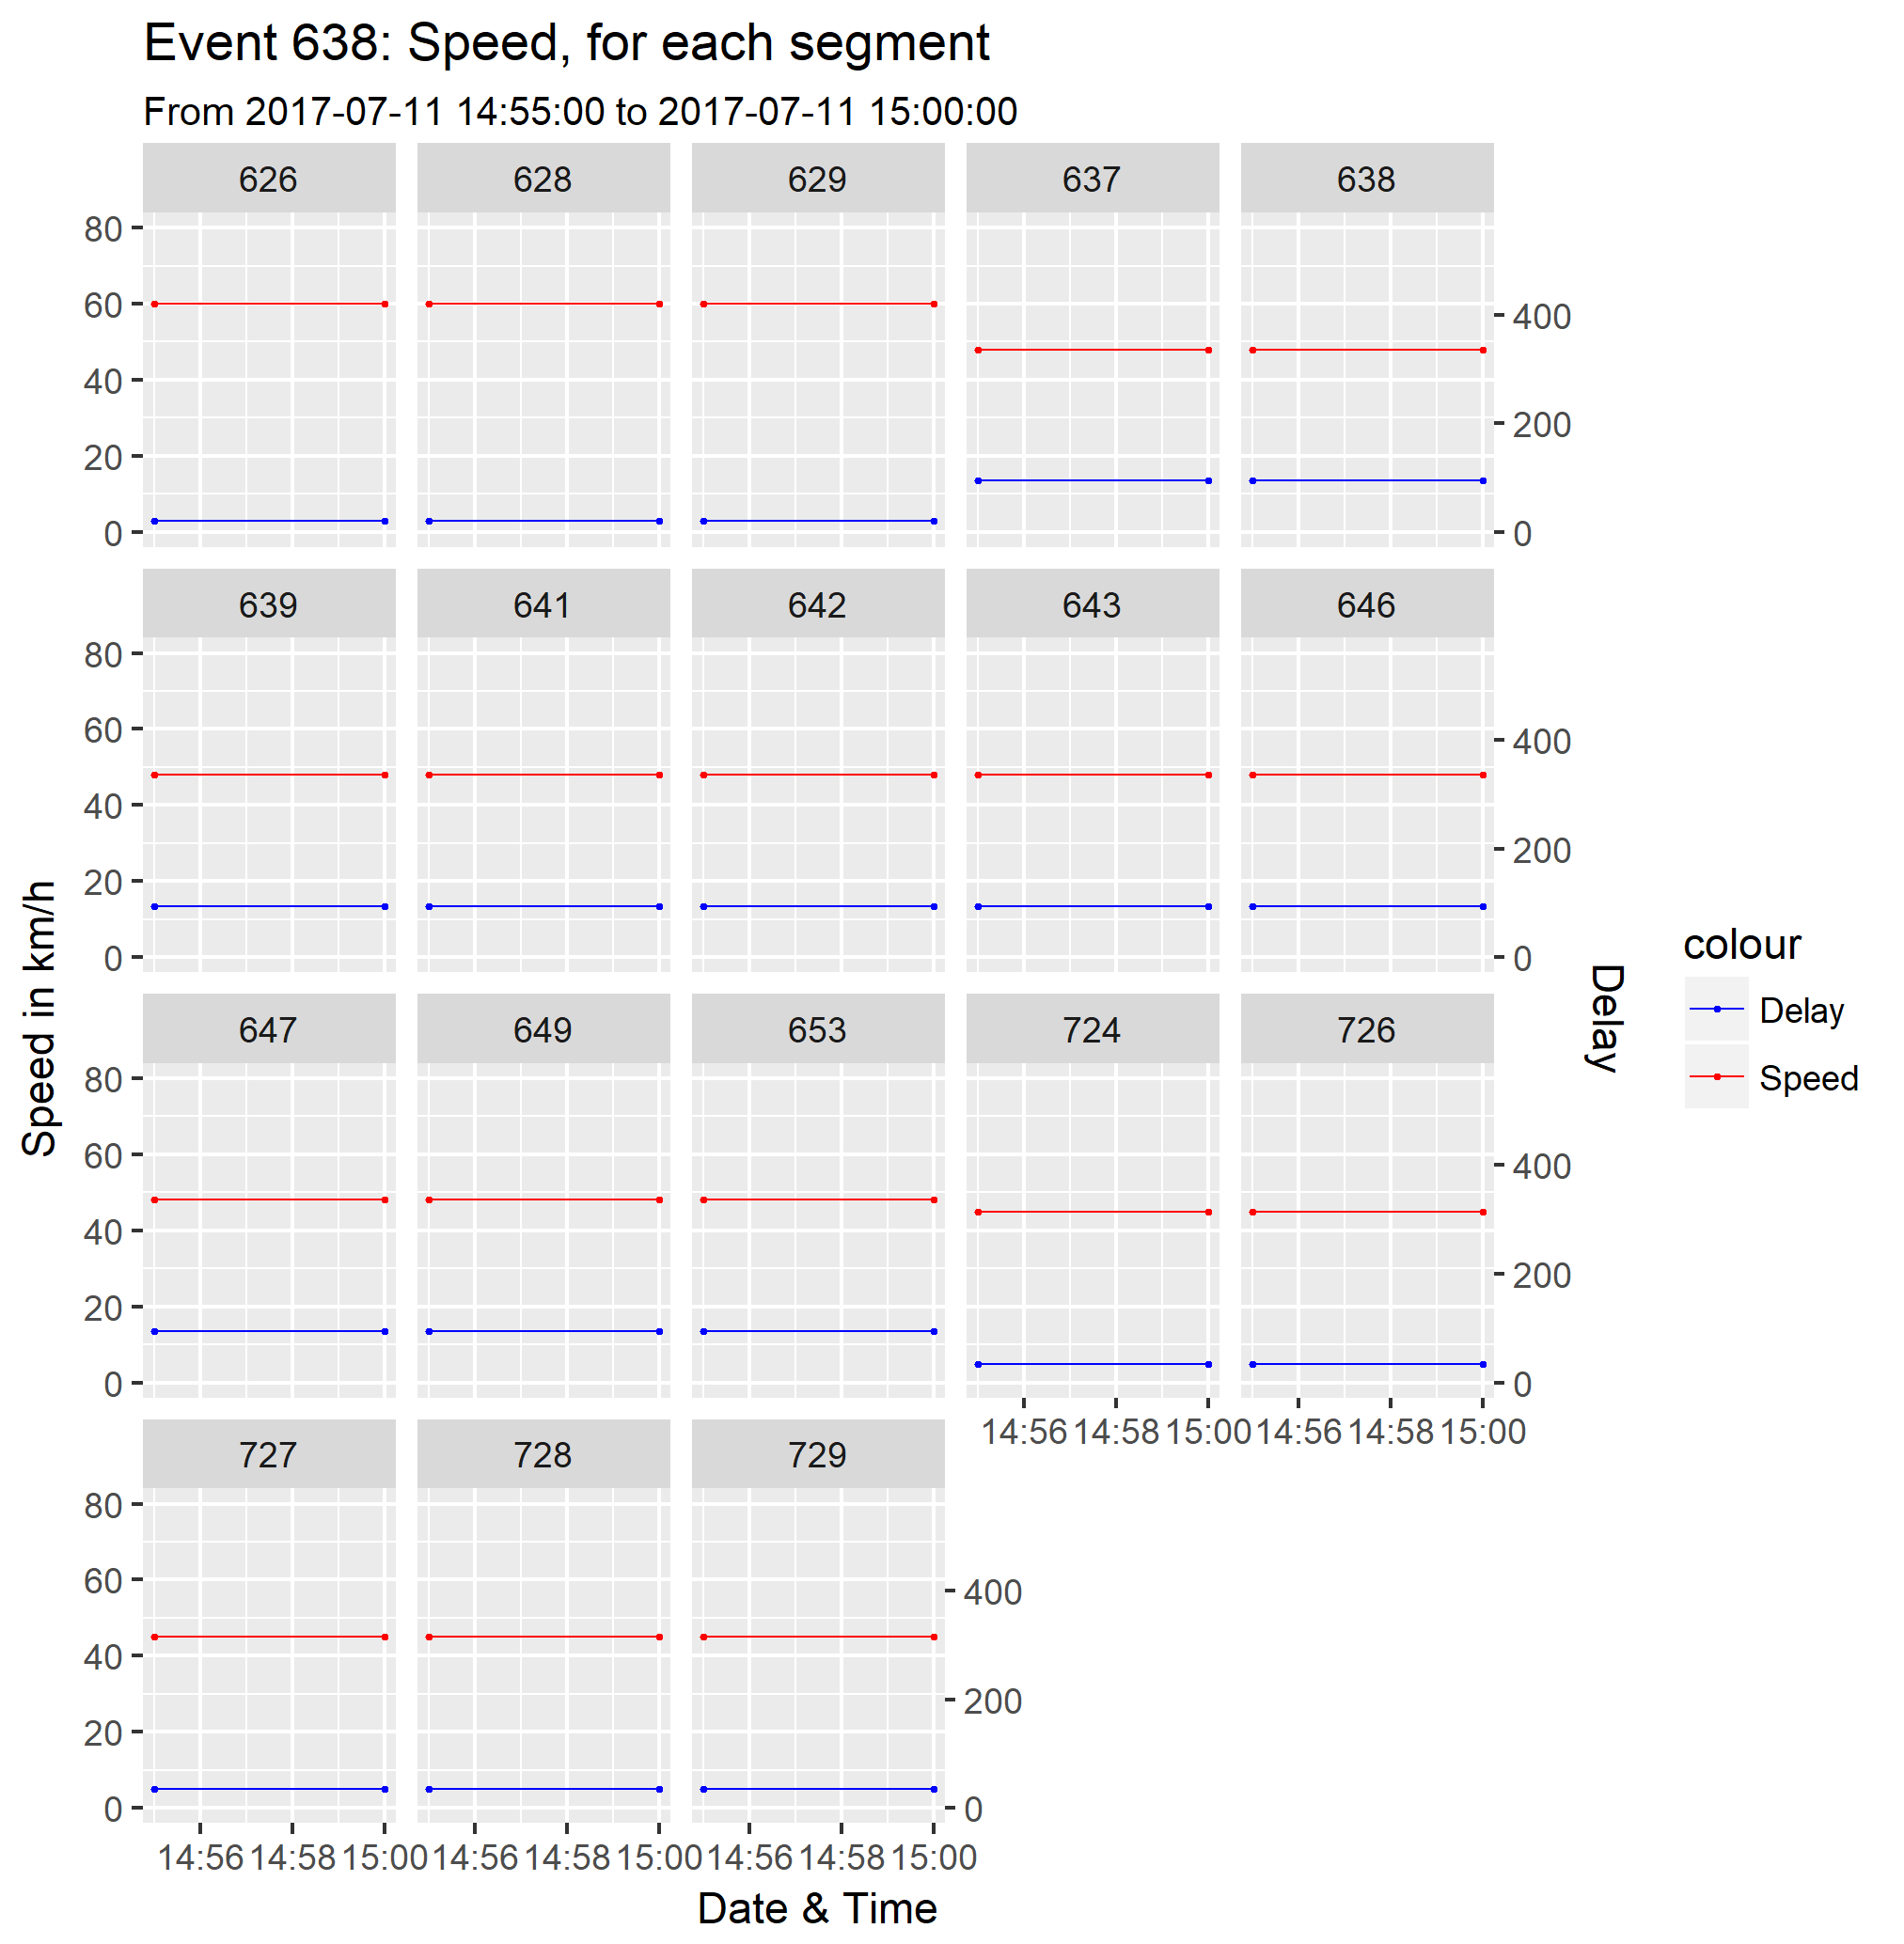 Event 638: Speed, for each segment
From 2017-07-11 14:55:00 to 2017-07-11 15:00:00
626 628 629 637 638
80
60 400
40 200
20
0 0
639 641 642 643 646
80
60 400
40 200
20
0 0
647 649 653 724 726
80
60 400
40 200
20
0 0
14:56 14:58 15:00 14:56 14:58 15:00
727 728 729
80
60 400
40 200
20
0 0
14:56 14:58 15:00 14:56 14:58 15:00 14:56 14:58 15:00
Date & Time
Speed in km/h
Delay
colour
Delay
Speed